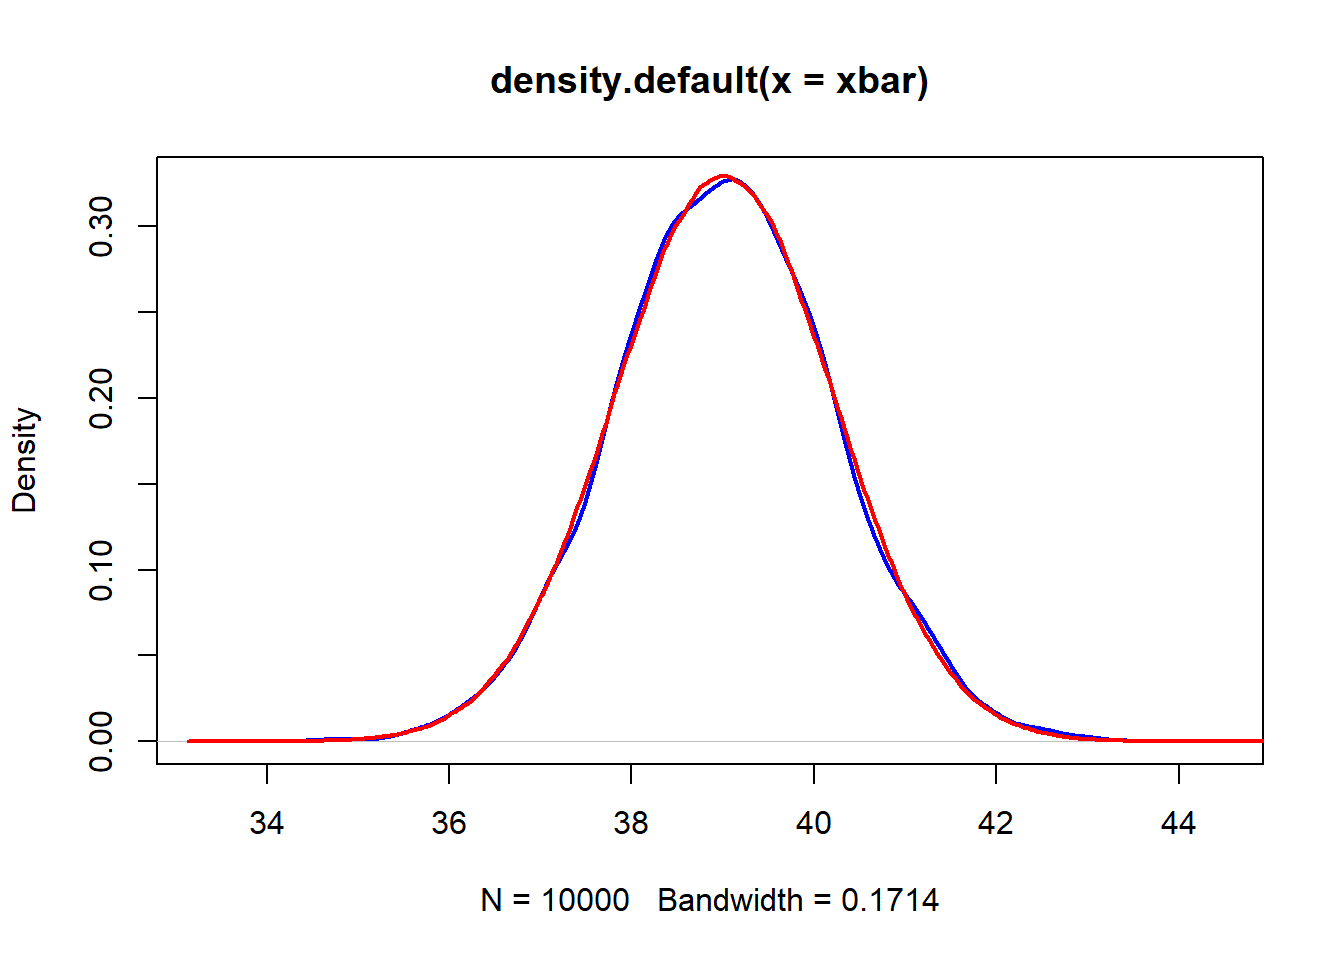 density.default(x = xbar)
Density
0.30
0.20
0.10
0.00
34 36 38 40 42 44
N = 10000 Bandwidth = 0.1714